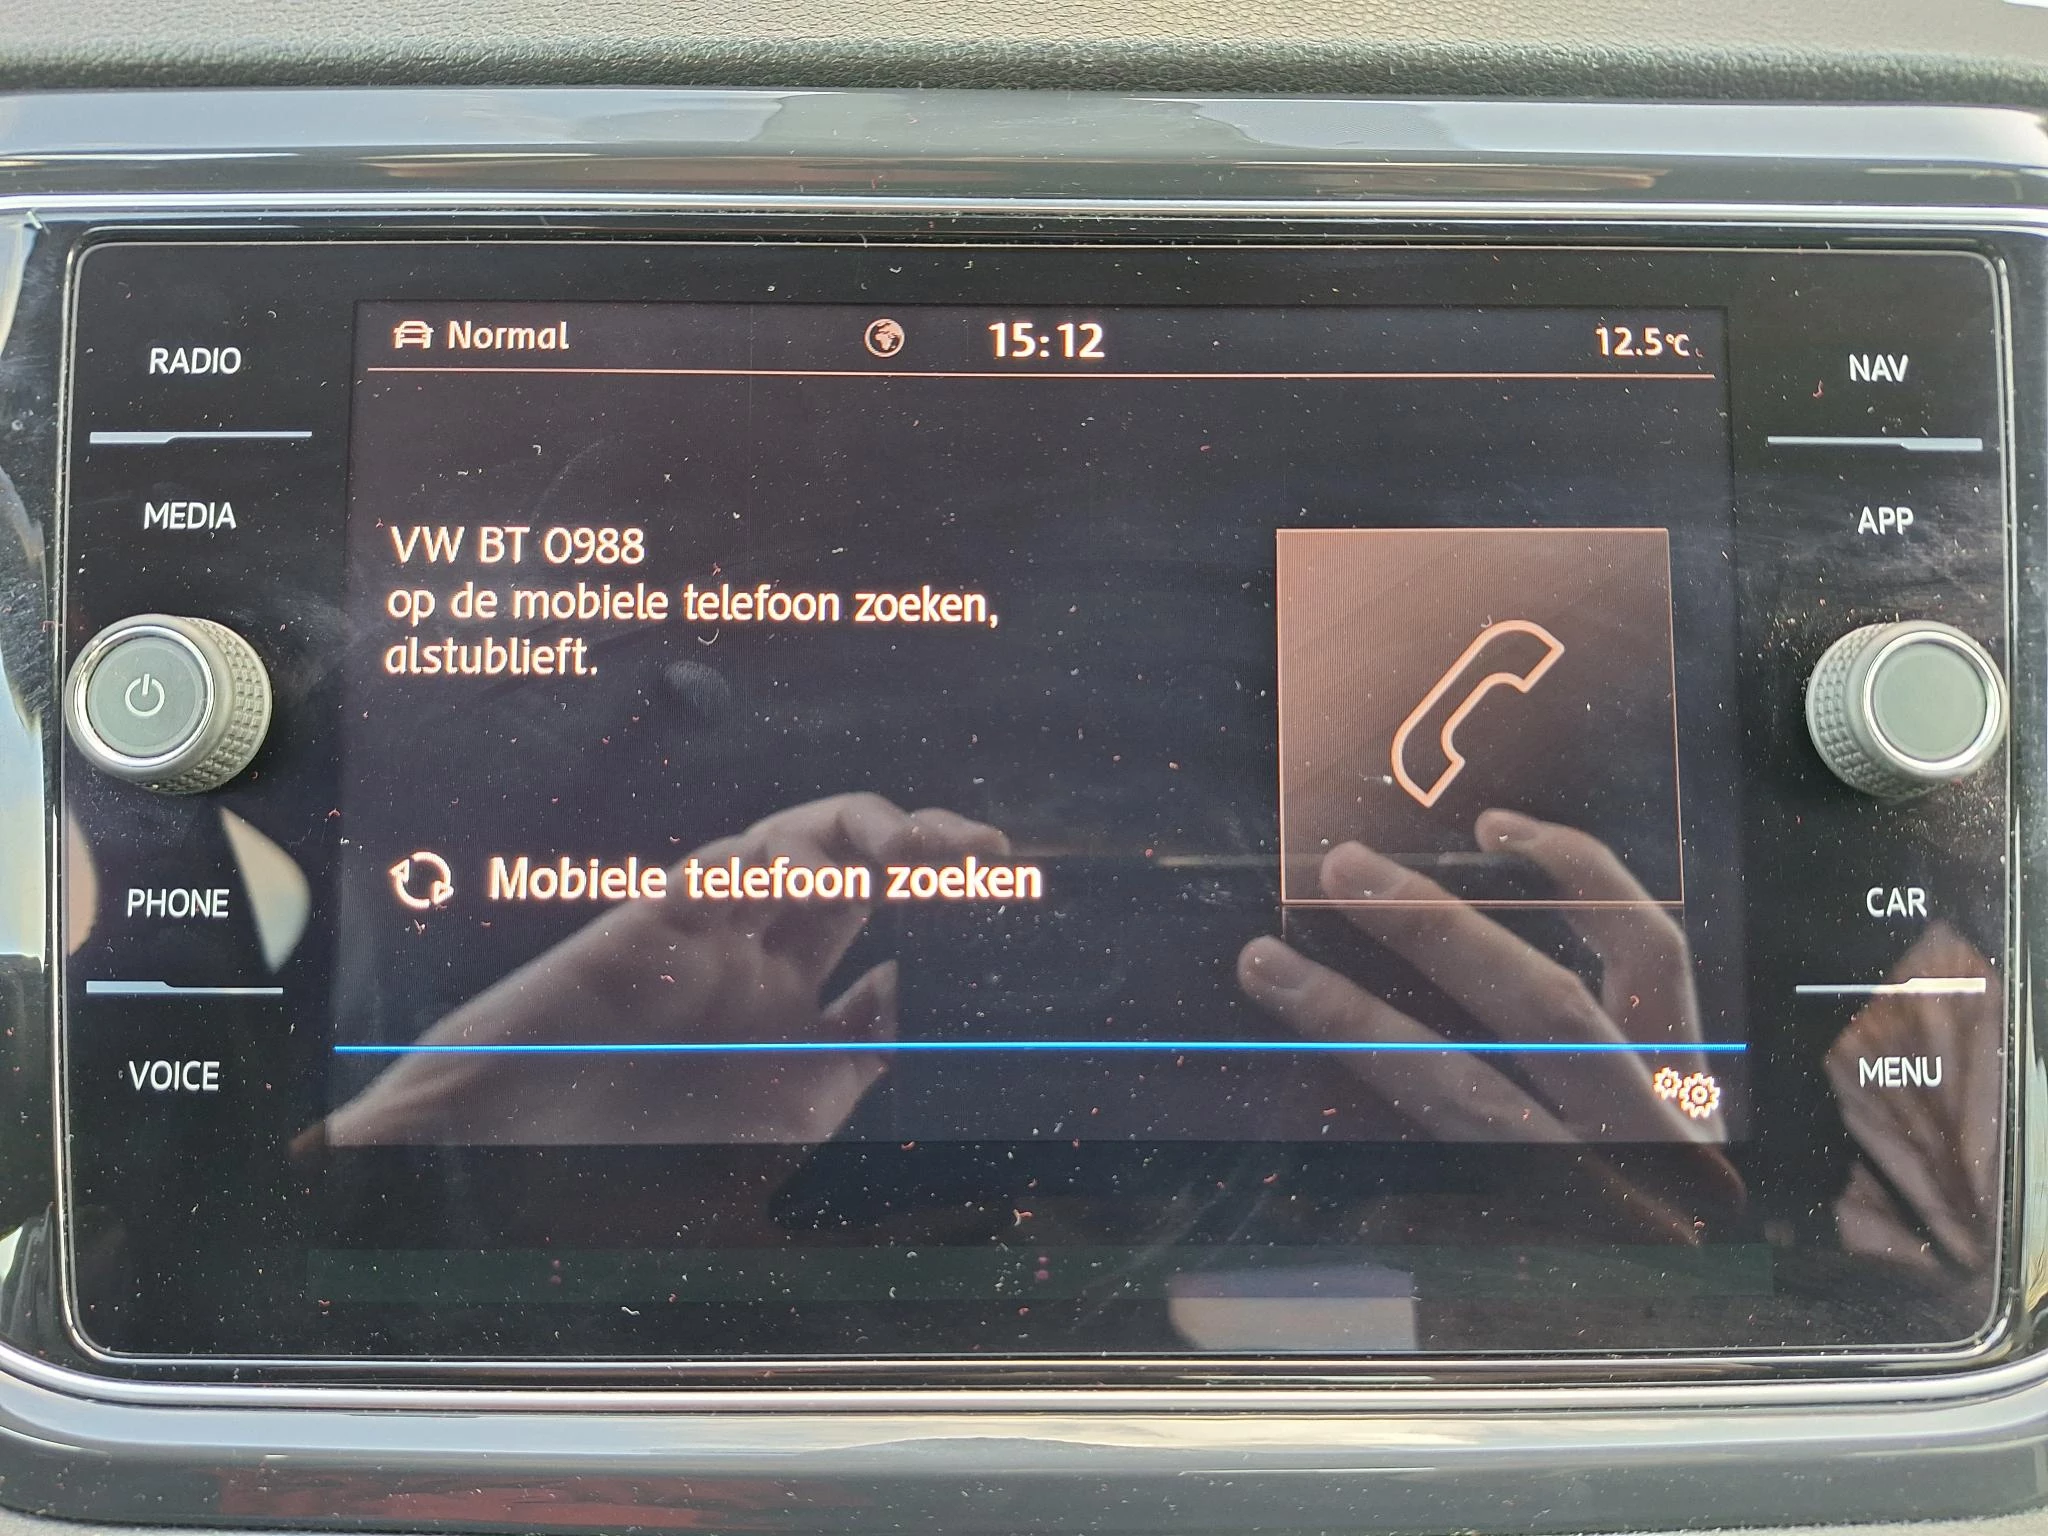 Normal 15:12 12.5°C
RADIO
MEDIA
PHONE
VOICE
VW BT 0988
op de mobiele telefoon zoeken,
alstublieft.
Mobiele telefoon zoeken
NAV
APP
CAR
MENU